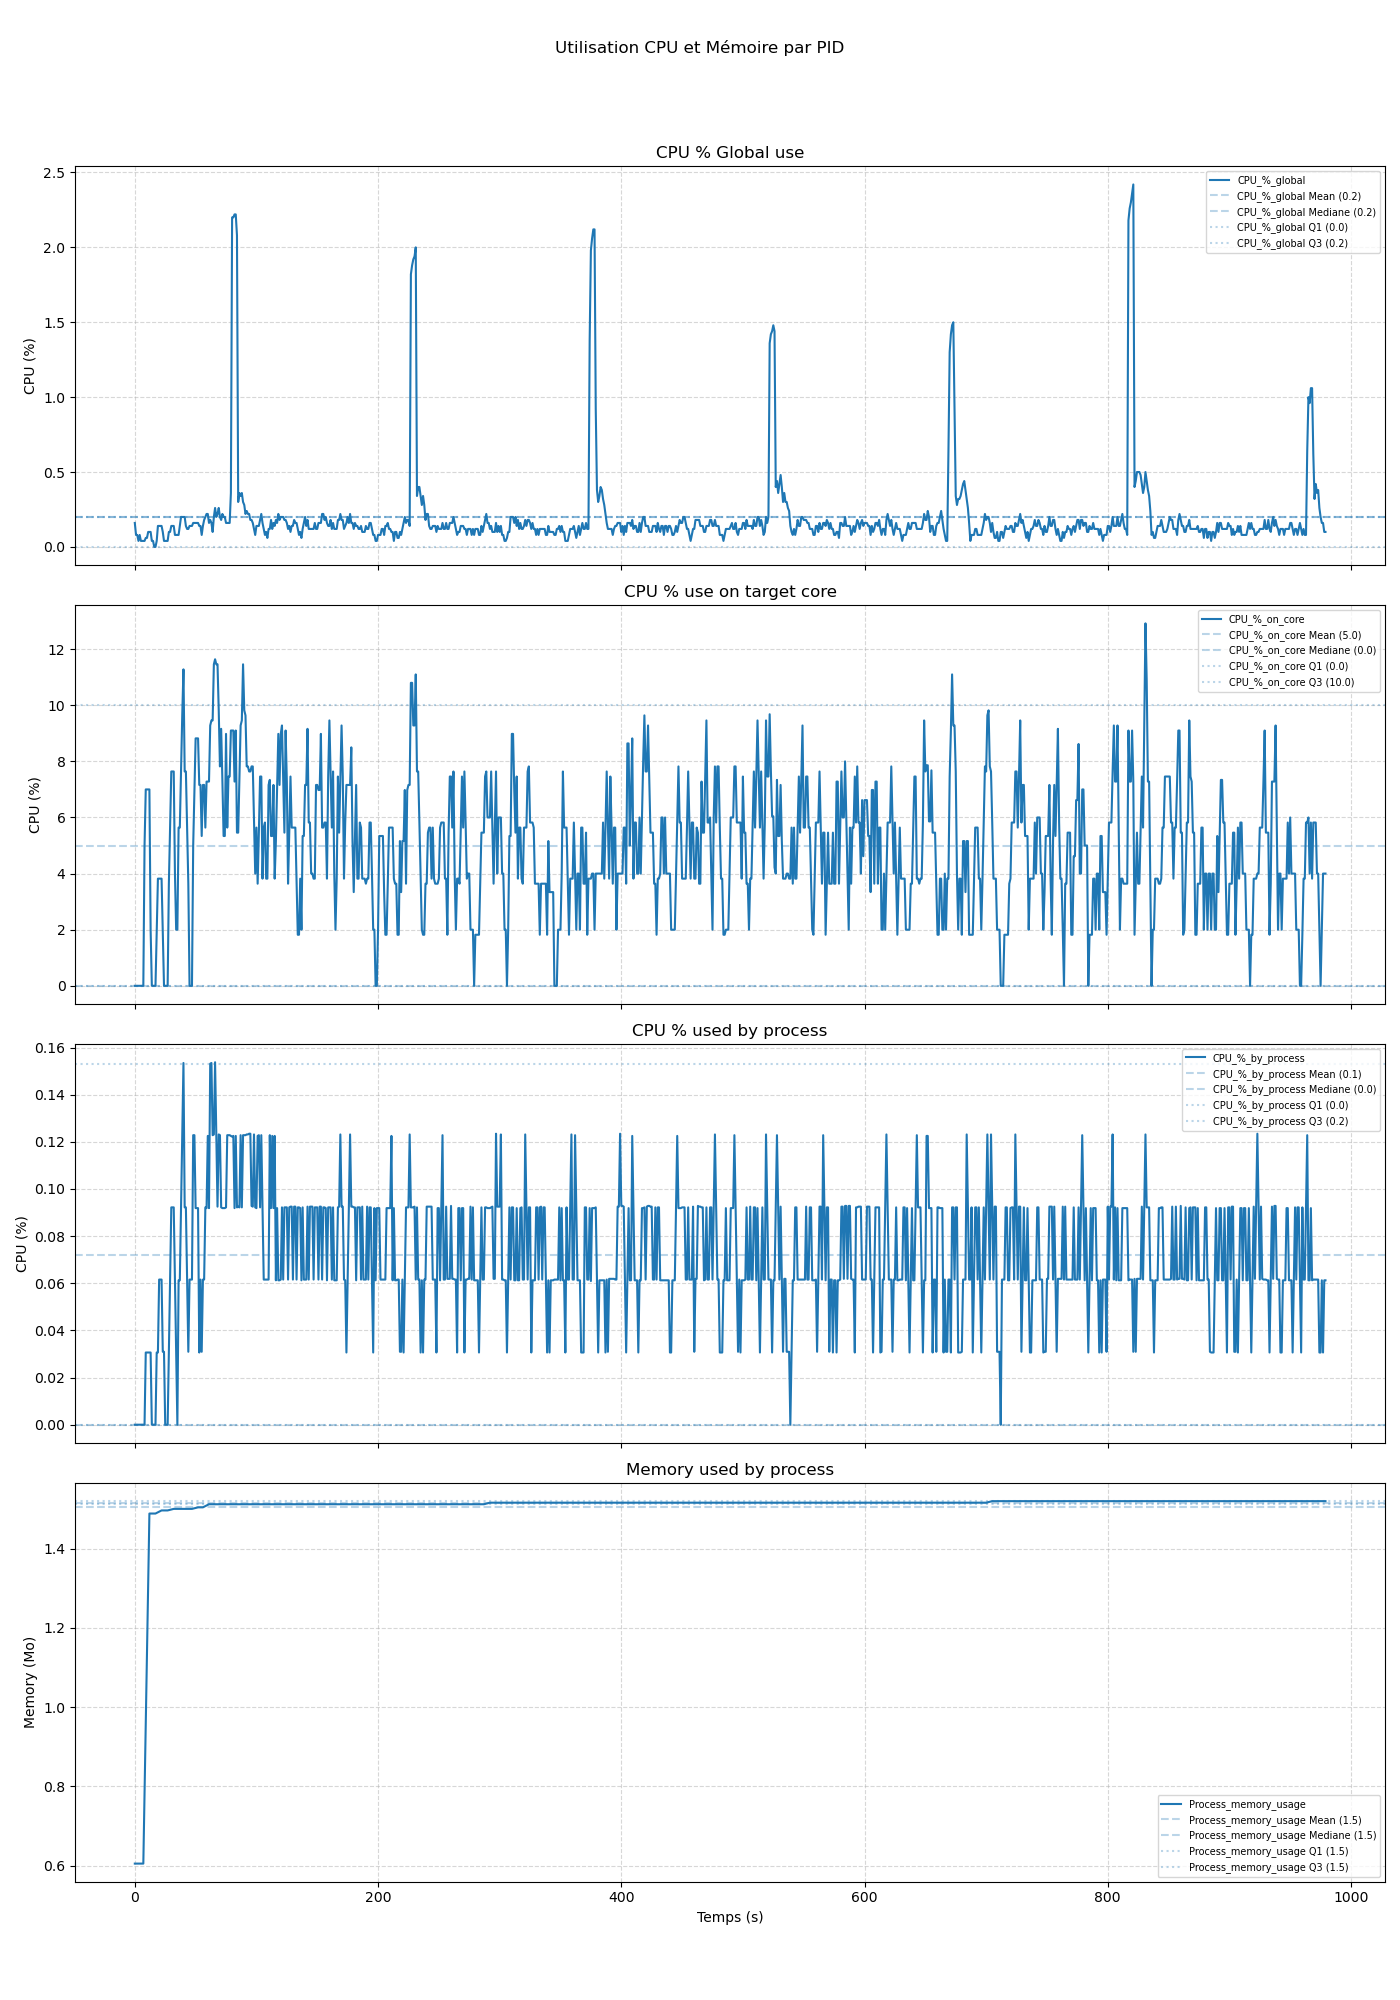 Utilisation CPU et Mémoire par PID
CPU % Global use
2.5
2.0
1.5
1.0
0.5
0.0
CPU (%)
CPU_%_global
CPU_%_global Mean (0.2)
CPU_%_global Mediane (0.2)
CPU_%_global Q1 (0.0)
CPU_%_global Q3 (0.2)
CPU % use on target core
12
10
8
6
4
2
0
CPU (%)
CPU_%_on_core
CPU_%_on_core Mean (5.0)
CPU_%_on_core Mediane (0.0)
CPU_%_on_core Q1 (0.0)
CPU_%_on_core Q3 (10.0)
CPU % used by process
0.16
0.14
0.12
0.10
0.08
0.06
0.04
0.02
0.00
CPU (%)
CPU_%_by_process
CPU_%_by_process Mean (0.1)
CPU_%_by_process Mediane (0.0)
CPU_%_by_process Q1 (0.0)
CPU_%_by_process Q3 (0.2)
Memory used by process
1.4
1.2
1.0
0.8
0.6
Memory (Mo)
Process_memory_usage
Process_memory_usage Mean (1.5)
Process_memory_usage Mediane (1.5)
Process_memory_usage Q1 (1.5)
Process_memory_usage Q3 (1.5)
0 200 400 600 800 1000
Temps (s)